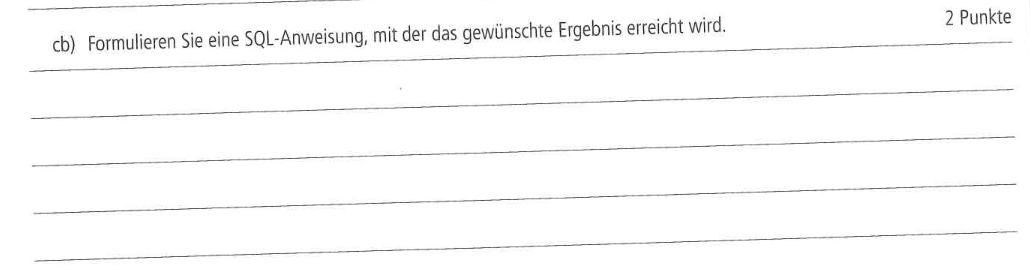 cb) Formulieren Sie eine SQL-Anweisung, mit der das gewünschte Ergebnis erreicht wird. 2 Punkte